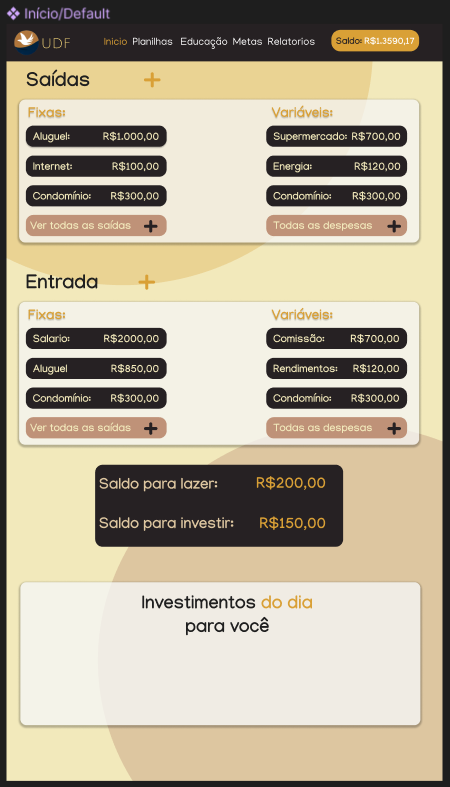 Início/Default
UDF
Inicio Planilhas Educação Metas Relatorios
Saldo: R$1.3590,17
Saídas
Fixas:
Aluguel: R$1.000,00
Internet: R$100,00
Condomínio: R$300,00
Ver todas as saídas
Variáveis:
Supermercado: R$700,00
Energia: R$120,00
Condomínio: R$300,00
Todas as despesas
Entrada
Fixas:
Salario: R$2000,00
Aluguel R$850,00
Condomínio: R$300,00
Ver todas as saídas
Variáveis:
Comissão: R$700,00
Rendimentos: R$120,00
Condomínio: R$300,00
Todas as despesas
Saldo para lazer: R$200,00
Saldo para investir: R$150,00
Investimentos do dia
para você